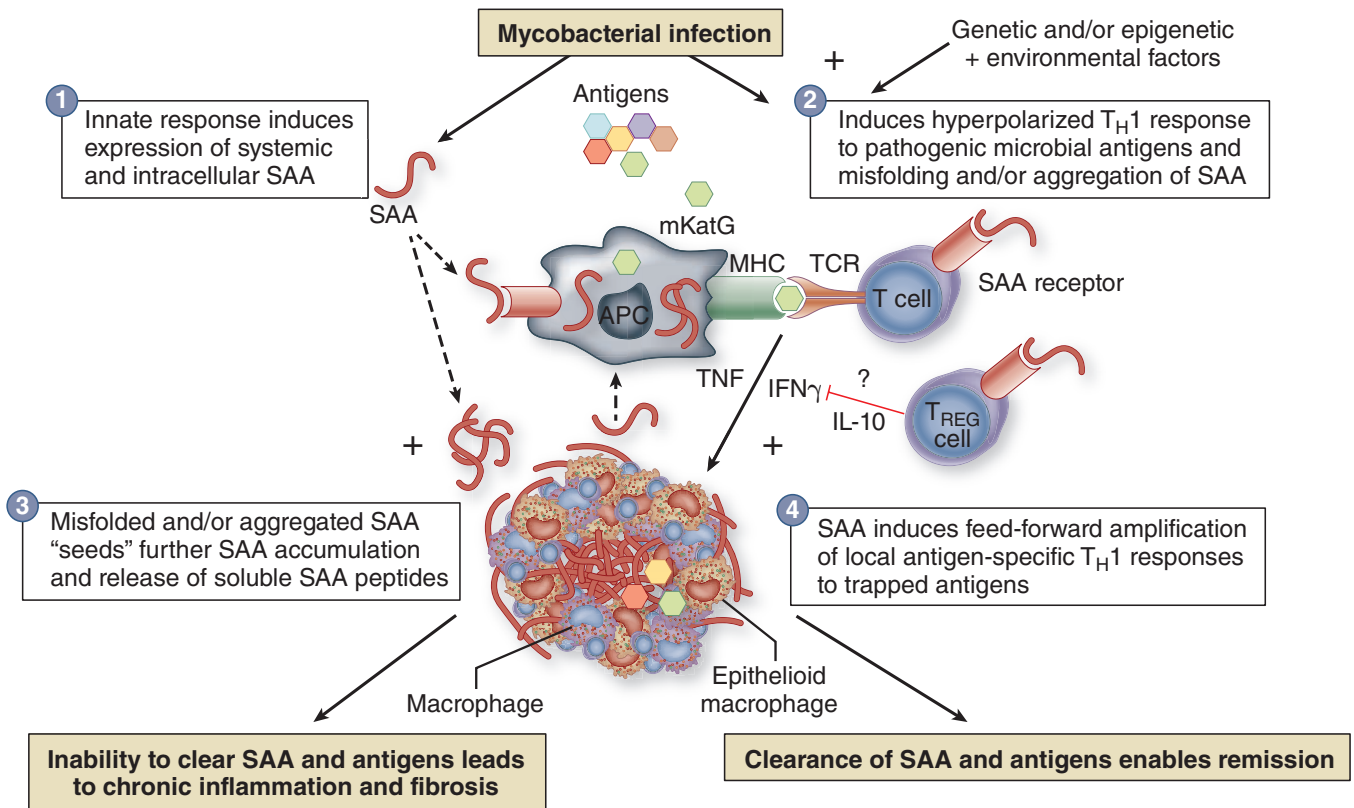 Mycobacterial infection
+
Genetic and/or epigenetic
+ environmental factors
1
Innate response induces
expression of systemic
and intracellular SAA
Antigens
2
Induces hyperpolarized TH1 response
to pathogenic microbial antigens and
misfolding and/or aggregation of SAA
SAA
mKatG
MHC
TCR
T cell
SAA receptor
APC
TNF
IFNγ
?
IL-10
TREG
cell
+
+
3
Misfolded and/or aggregated SAA
“seeds” further SAA accumulation
and release of soluble SAA peptides
4
SAA induces feed-forward amplification
of local antigen-specific TH1 responses
to trapped antigens
Macrophage
Epithelioid
macrophage
Inability to clear SAA and antigens leads
to chronic inflammation and fibrosis
Clearance of SAA and antigens enables remission